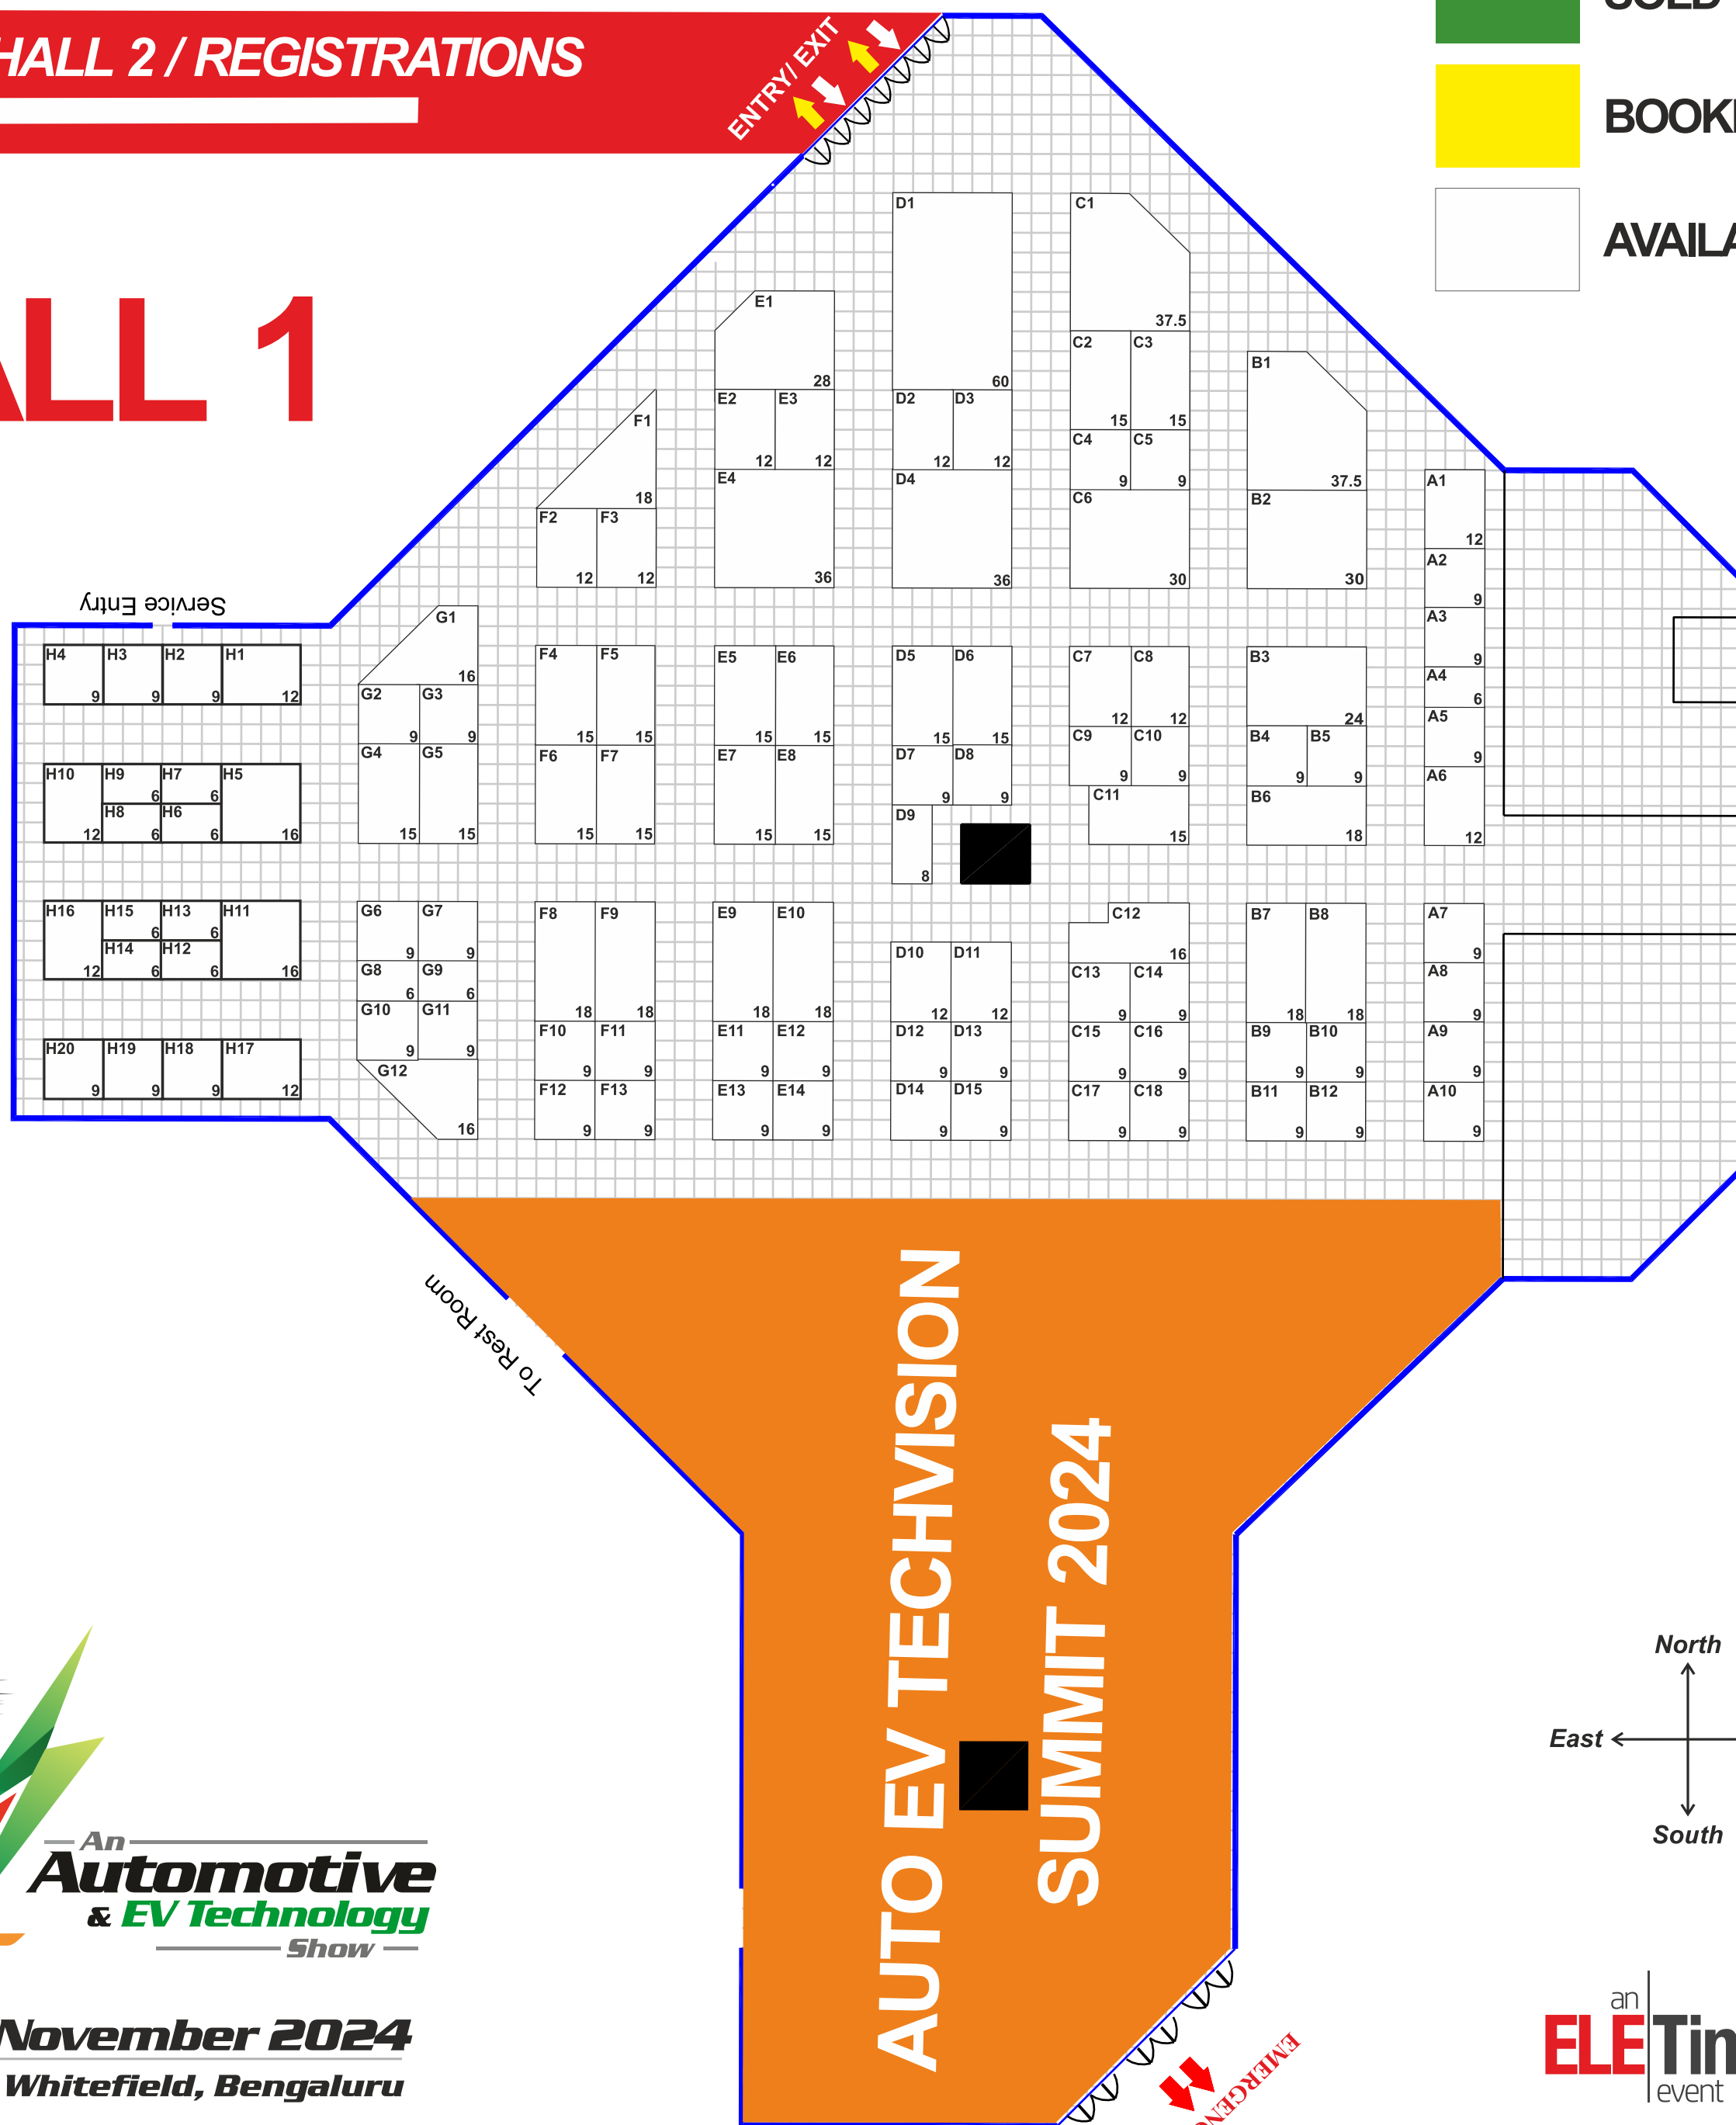 HALL 2 / REGISTRATIONS
ENTRY/ EXIT
ALL 1
D1
60
C1
37.5
E1
28
C2
15
C3
15
B1
37.5
F1
18
E2
12
E3
12
D2
12
D3
12
C4
9
C5
9
E4
36
D4
36
C6
30
B2
30
A1
12
F2
12
F3
12
A2
9
Service Entry
G1
16
A3
9
H4
9
H3
9
H2
9
H1
12
F4
15
F5
15
E5
15
E6
15
D5
15
D6
15
C7
12
C8
12
B3
24
A4
6
G2
9
G3
9
A5
9
G4
15
G5
15
F6
15
F7
15
E7
15
E8
15
D7
9
D8
9
C9
9
C10
9
B4
9
B5
9
H10
12
H9
6
H7
6
H5
16
H8
6
H6
6
A6
12
C11
15
B6
18
D9
8
H16
12
H15
6
H13
6
H11
16
H14
6
H12
6
G6
9
G7
9
F8
18
F9
18
E9
18
E10
18
C12
16
B7
18
B8
18
A7
9
D10
12
D11
12
G8
6
G9
6
C13
9
C14
9
A8
9
G10
9
G11
9
F10
9
F11
9
E11
9
E12
9
D12
9
D13
9
C15
9
C16
9
B9
9
B10
9
A9
9
H20
9
H19
9
H18
9
H17
12
G12
16
F12
9
F13
9
E13
9
E14
9
D14
9
D15
9
C17
9
C18
9
B11
9
B12
9
A10
9
To Rest Room
AUTO EV TECHVISION
SUMMIT 2024
North
East
South
An
Automotive
& EV Technology
Show
November 2024
Whitefield, Bengaluru
an
ELE
event